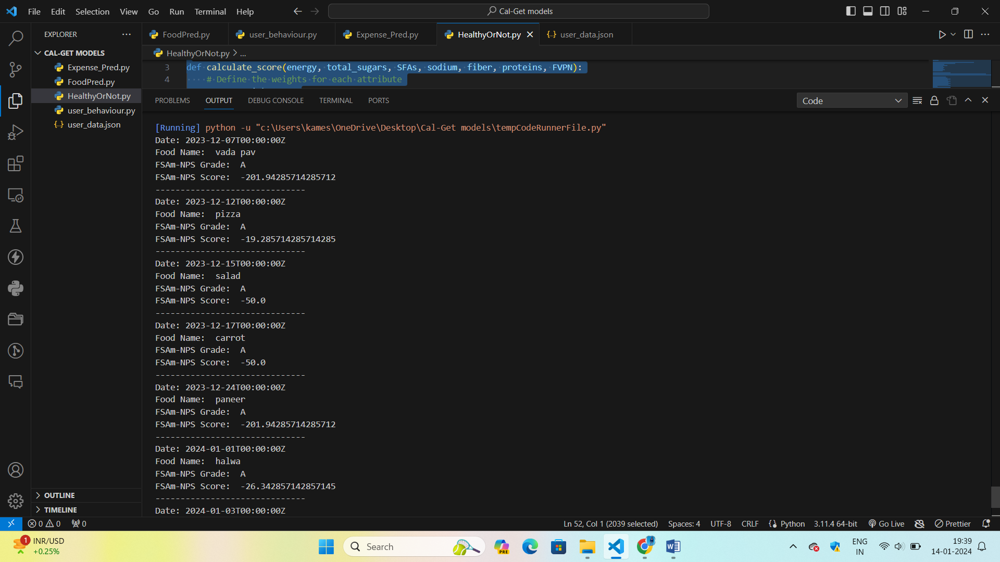 File Edit Selection View Go Run Terminal Help
Cal-Get models
EXPLORER
FoodPred.py
user_behaviour.py
Expense_Pred.py
HealthyOrNot.py
user_data.json
CAL-GET MODELS
Expense_Pred.py
FoodPred.py
HealthyOrNot.py
user_behaviour.py
user_data.json
HealthyOrNot.py > ...
3 def calculate_score(energy, total_sugars, SFAs, sodium, fiber, proteins, FVPN):
4 # Define the weights for each attribute
PROBLEMS OUTPUT DEBUG CONSOLE TERMINAL PORTS
Code
[Running] python -u "c:\Users\kames\OneDrive\Desktop\Cal-Get models\tempCodeRunnerFile.py"
Date: 2023-12-07T00:00:00Z
Food Name:  vada pav
FSAm-NPS Grade:  A
FSAm-NPS Score:  -201.94285714285712
------------------------------
Date: 2023-12-12T00:00:00Z
Food Name:  pizza
FSAm-NPS Grade:  A
FSAm-NPS Score:  -19.285714285714285
------------------------------
Date: 2023-12-15T00:00:00Z
Food Name:  salad
FSAm-NPS Grade:  A
FSAm-NPS Score:  -50.0
------------------------------
Date: 2023-12-17T00:00:00Z
Food Name:  carrot
FSAm-NPS Grade:  A
FSAm-NPS Score:  -50.0
------------------------------
Date: 2023-12-24T00:00:00Z
Food Name:  paneer
FSAm-NPS Grade:  A
FSAm-NPS Score:  -201.94285714285712
------------------------------
Date: 2024-01-01T00:00:00Z
Food Name:  halwa
FSAm-NPS Grade:  A
FSAm-NPS Score:  -26.342857142857145
------------------------------
Date: 2024-01-03T00:00:00Z
OUTLINE
TIMELINE
0 0 0
Ln 52, Col 1 (2039 selected) Spaces: 4 UTF-8 CRLF Python 3.11.4 64-bit Go Live Prettier
1 INR/USD
+0.25%
Search
PRE
ENG
IN
19:39
14-01-2024